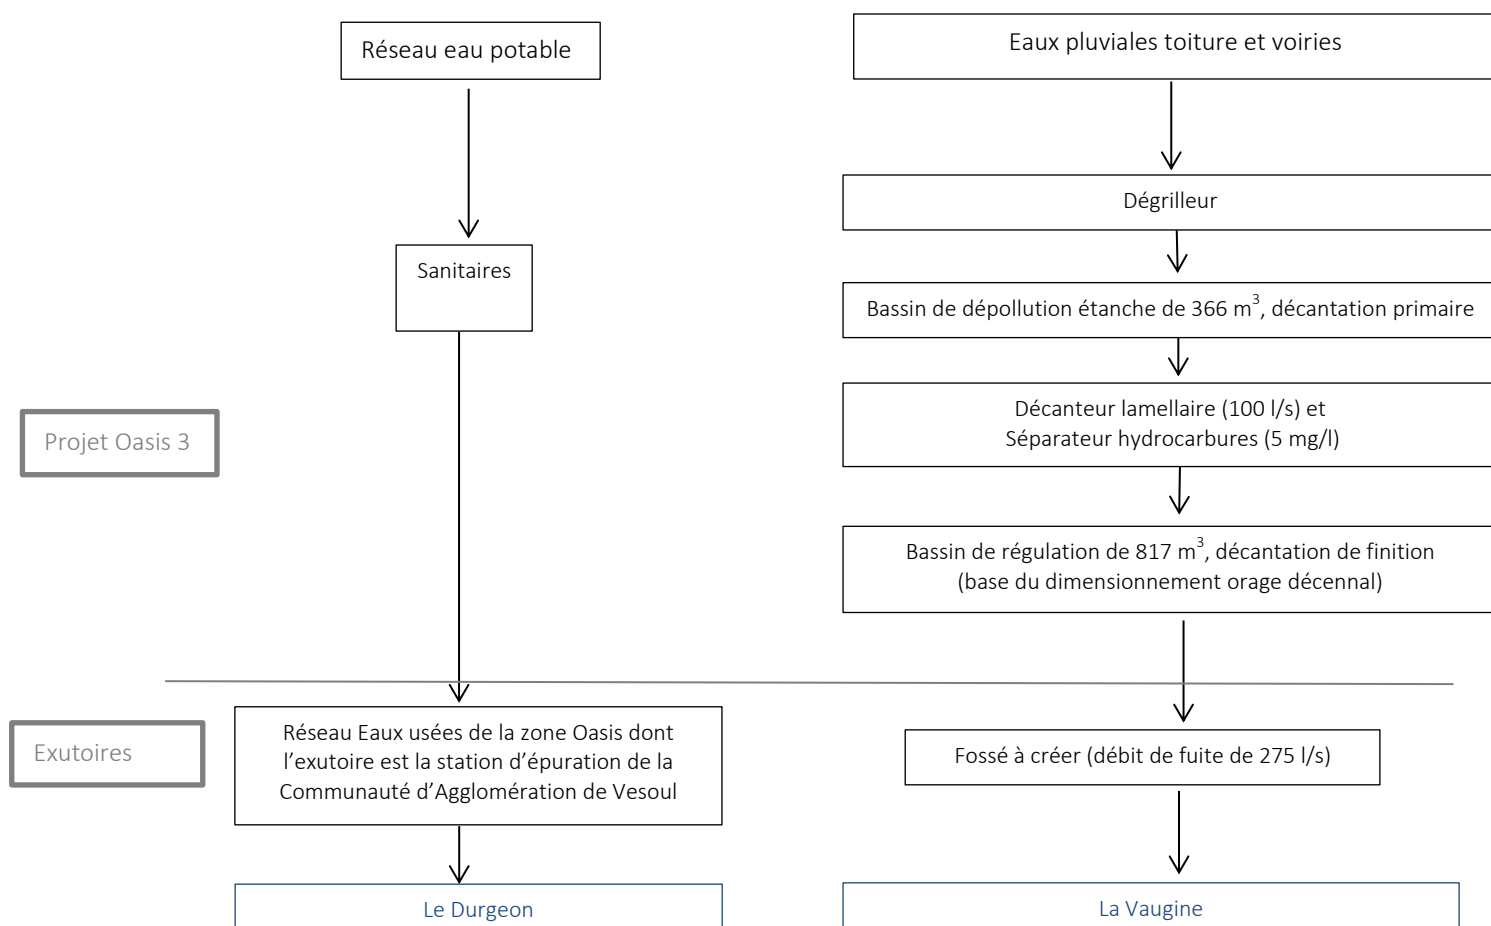 Réseau eau potable
Eaux pluviales toiture et voiries
Dégrilleur
Sanitaires
Bassin de dépollution étanche de 366 m³, décantation primaire
Décanteur lamellaire (100 l/s) et
Séparateur hydrocarbures (5 mg/l)
Projet Oasis 3
Bassin de régulation de 817 m³, décantation de finition
(base du dimensionnement orage décennal)
Exutoires
Réseau Eaux usées de la zone Oasis dont
l’exutoire est la station d’épuration de la
Communauté d’Agglomération de Vesoul
Fossé à créer (débit de fuite de 275 l/s)
Le Durgeon
La Vaugine